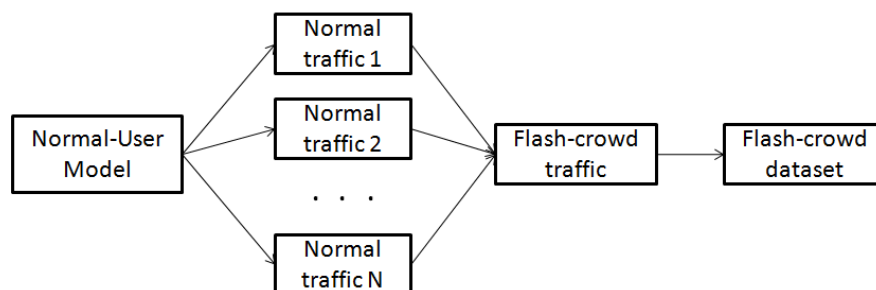 Normal-User
Model
Normal
traffic 1
Normal
traffic 2
. . .
Normal
traffic N
Flash-crowd
traffic
Flash-crowd
dataset